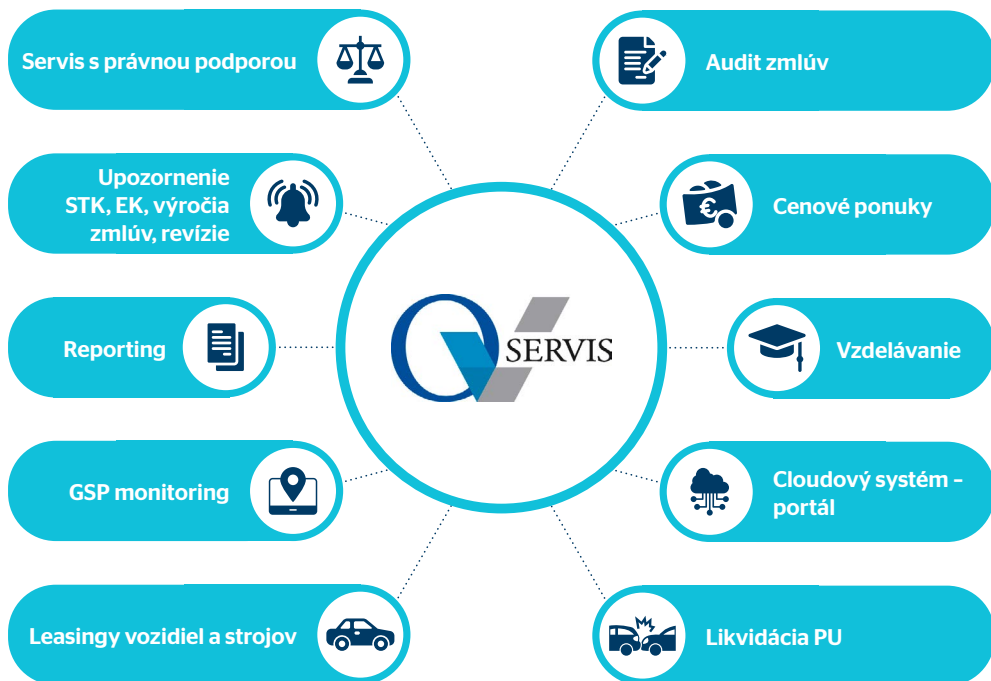 Servis s právnou podporou
Upozornenie
STK, EK, výročia
zmlúv, revízie
Reporting
GSP monitoring
Leasingy vozidiel a strojov
SERVIS
Audit zmlúv
€
Cenové ponuky
Vzdelávanie
Cloudový systém –
portál
Likvidácia PU